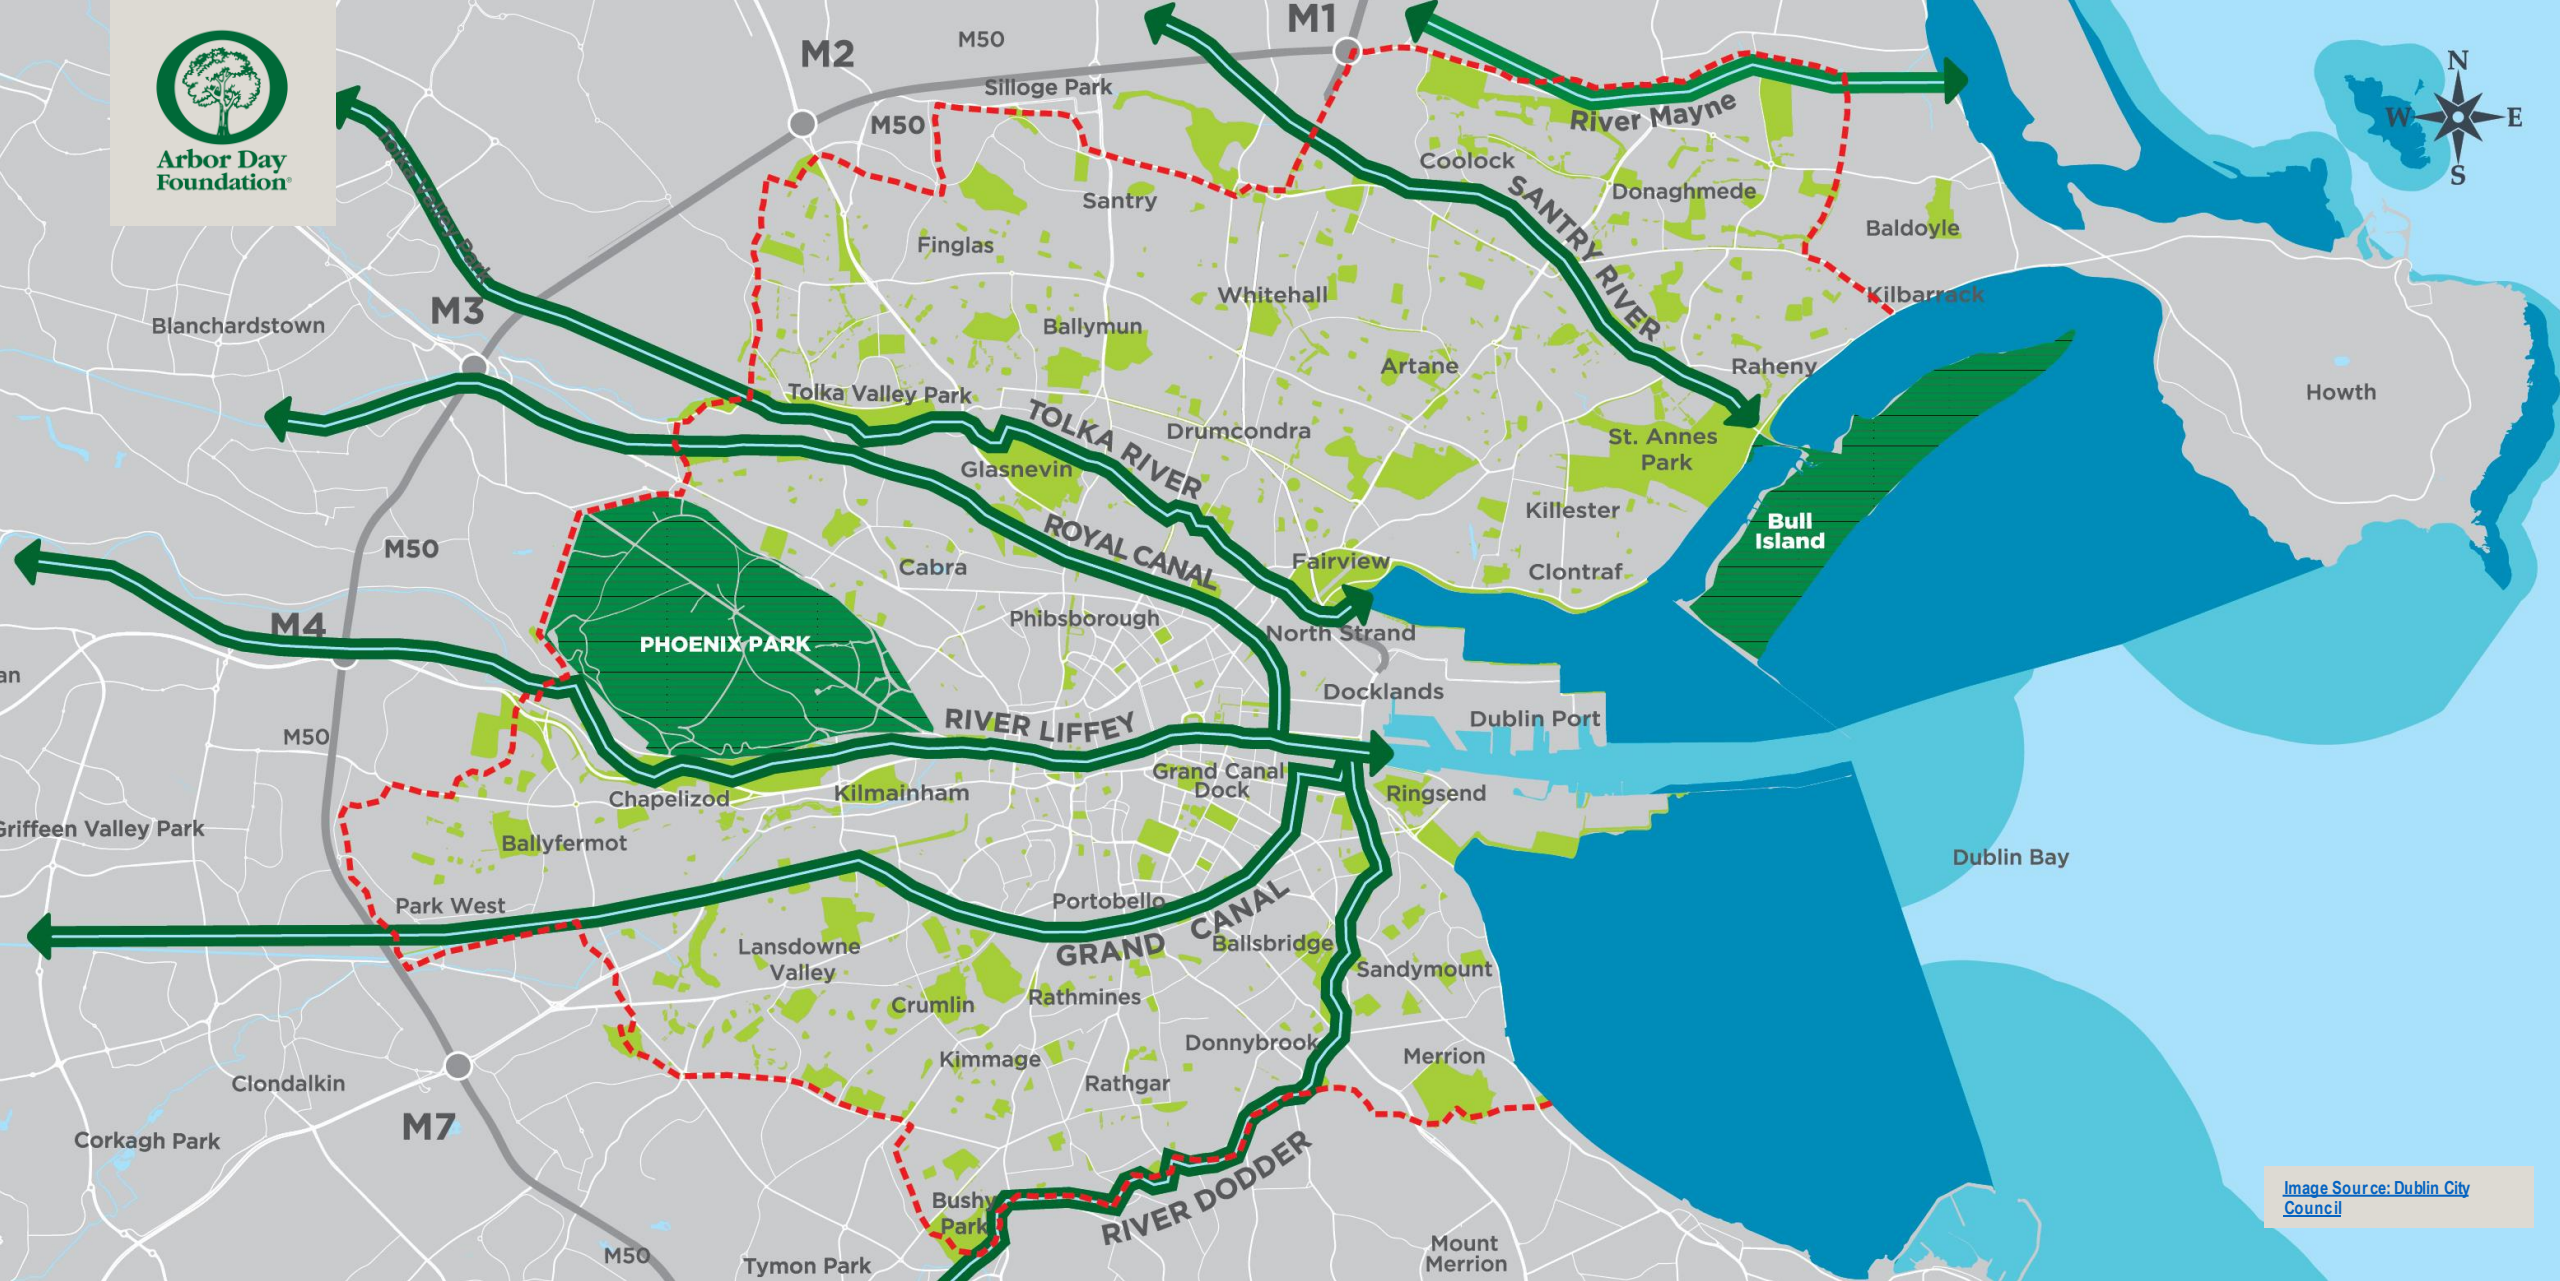 M1
M2
M50
Silloge Park
M50
Arbor Day
Foundation®
N
W
E
S
River Mayne
Coolock
Donaghmede
SANTRY RIVER
Santry
Baldoyle
Tolka Valley Park
Finglas
Whitehall
Kilbarrack
M3
Blanchardstown
Ballymun
Artane
Raheny
Howth
Tolka Valley Park
TOLKA RIVER
Drumcondra
St. Annes
Park
Glasnevin
Killester
Bull
Island
ROYAL CANAL
M50
Cabra
Fairview
Clontraf
M4
Phibsborough
North Strand
PHOENIX PARK
an
Docklands
Dublin Port
RIVER LIFFEY
M50
Grand Canal
Dock
Chapelizod
Kilmainham
Ringsend
Griffeen Valley Park
Ballyfermot
Dublin Bay
Park West
Portobello
GRAND CANAL
Lansdowne
Valley
Ballsbridge
Sandymount
Crumlin
Rathmines
Donnybrook
Kimmage
Merrion
Clondalkin
Rathgar
M7
Corkagh Park
Bushy
Park
RIVER DODDER
Image Source: Dublin City
Council
M50
Tymon Park
Mount
Merrion